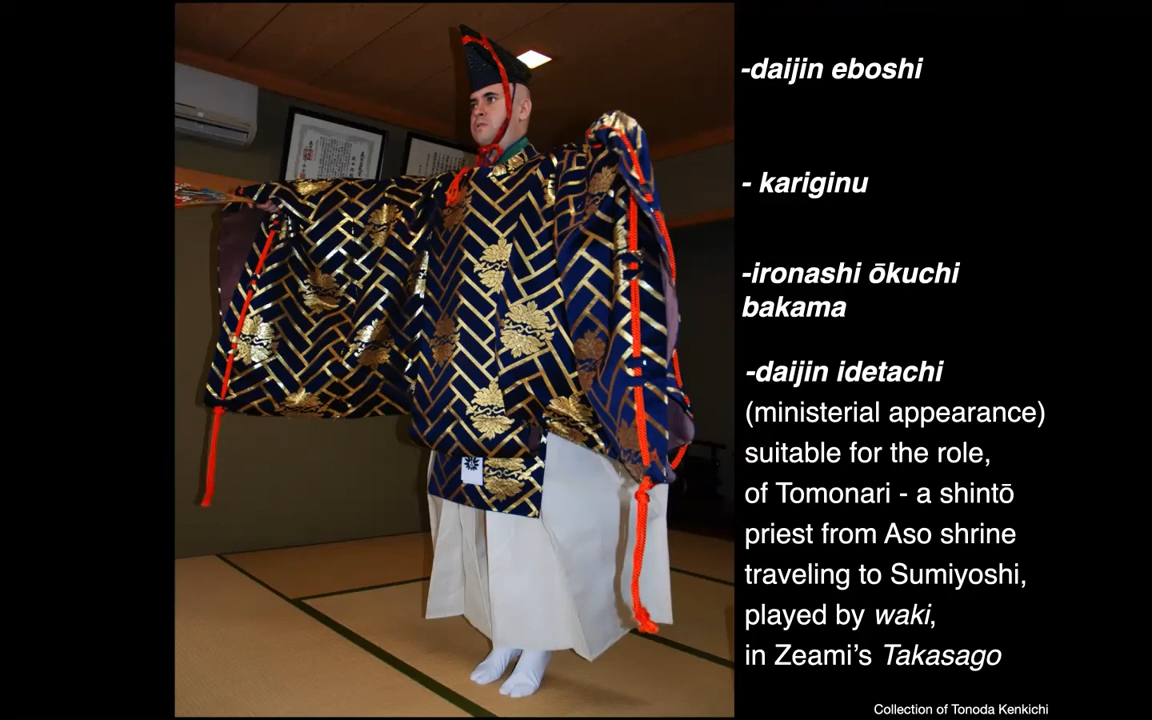 -daijin eboshi
- kariginu
-ironashi ōkuchi
bakama
-daijin idetachi
(ministerial appearance)
suitable for the role,
of Tomonari - a shintō
priest from Aso shrine
traveling to Sumiyoshi,
played by waki,
in Zeami’s Takasago
Collection of Tonoda Kenkichi